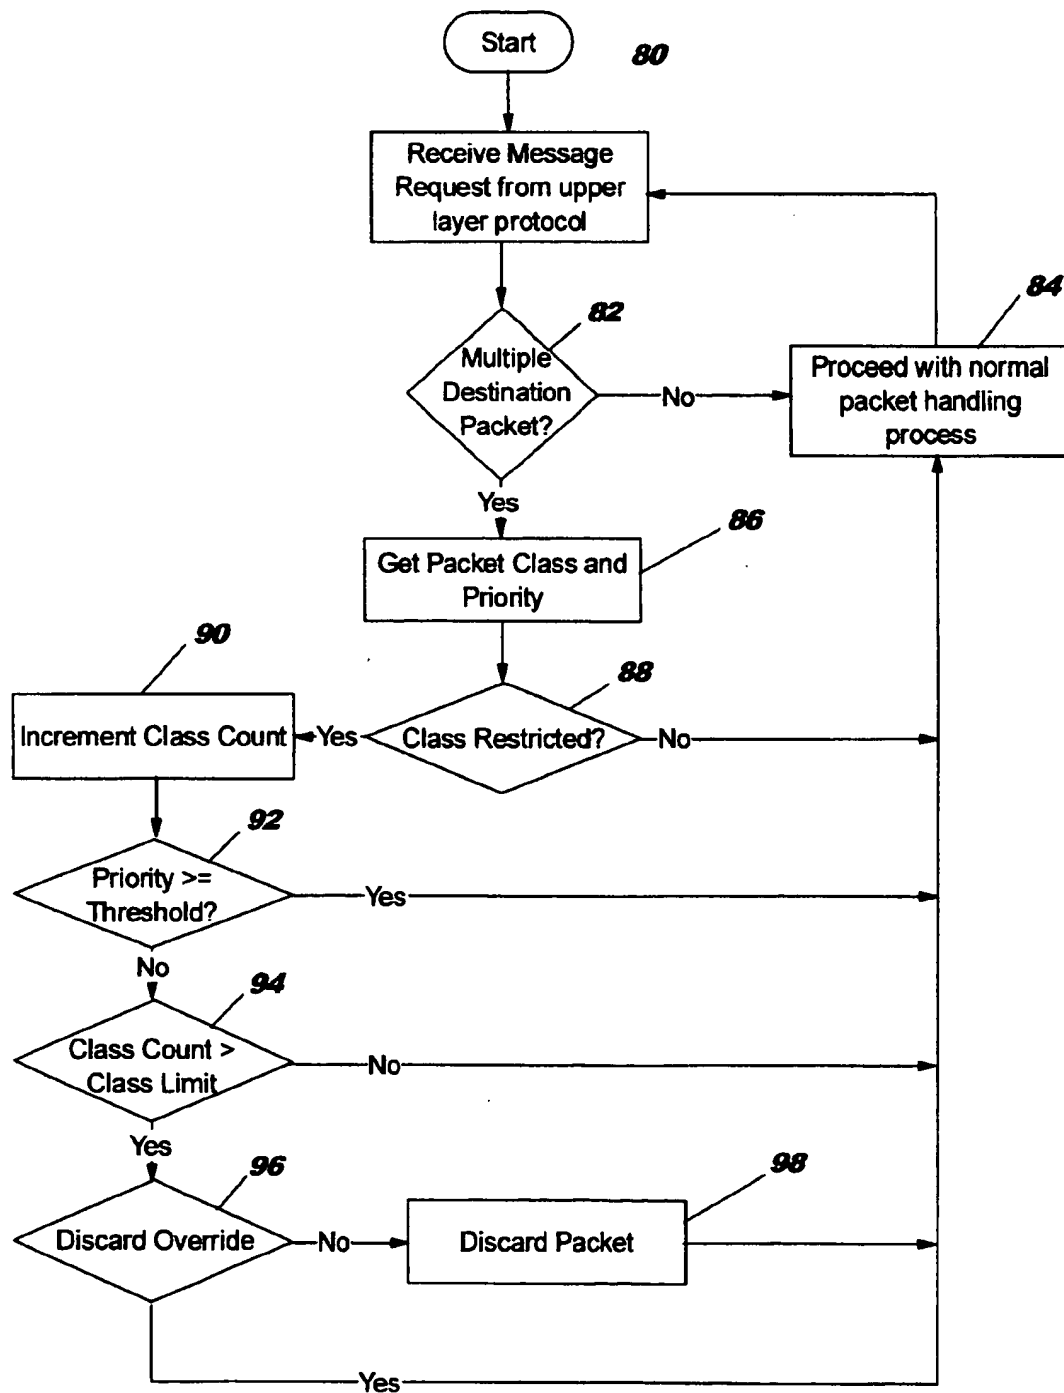 Start
80
Receive Message
Request from upper
layer protocol
84
82
Multiple
Destination
Packet?
No
Proceed with normal
packet handling
process
Yes
86
Get Packet Class and
Priority
90
88
Increment Class Count
Yes
Class Restricted?
No
92
Priority >=
Threshold?
Yes
No
94
Class Count >
Class Limit
No
Yes
96
98
Discard Override
No
Discard Packet
Yes